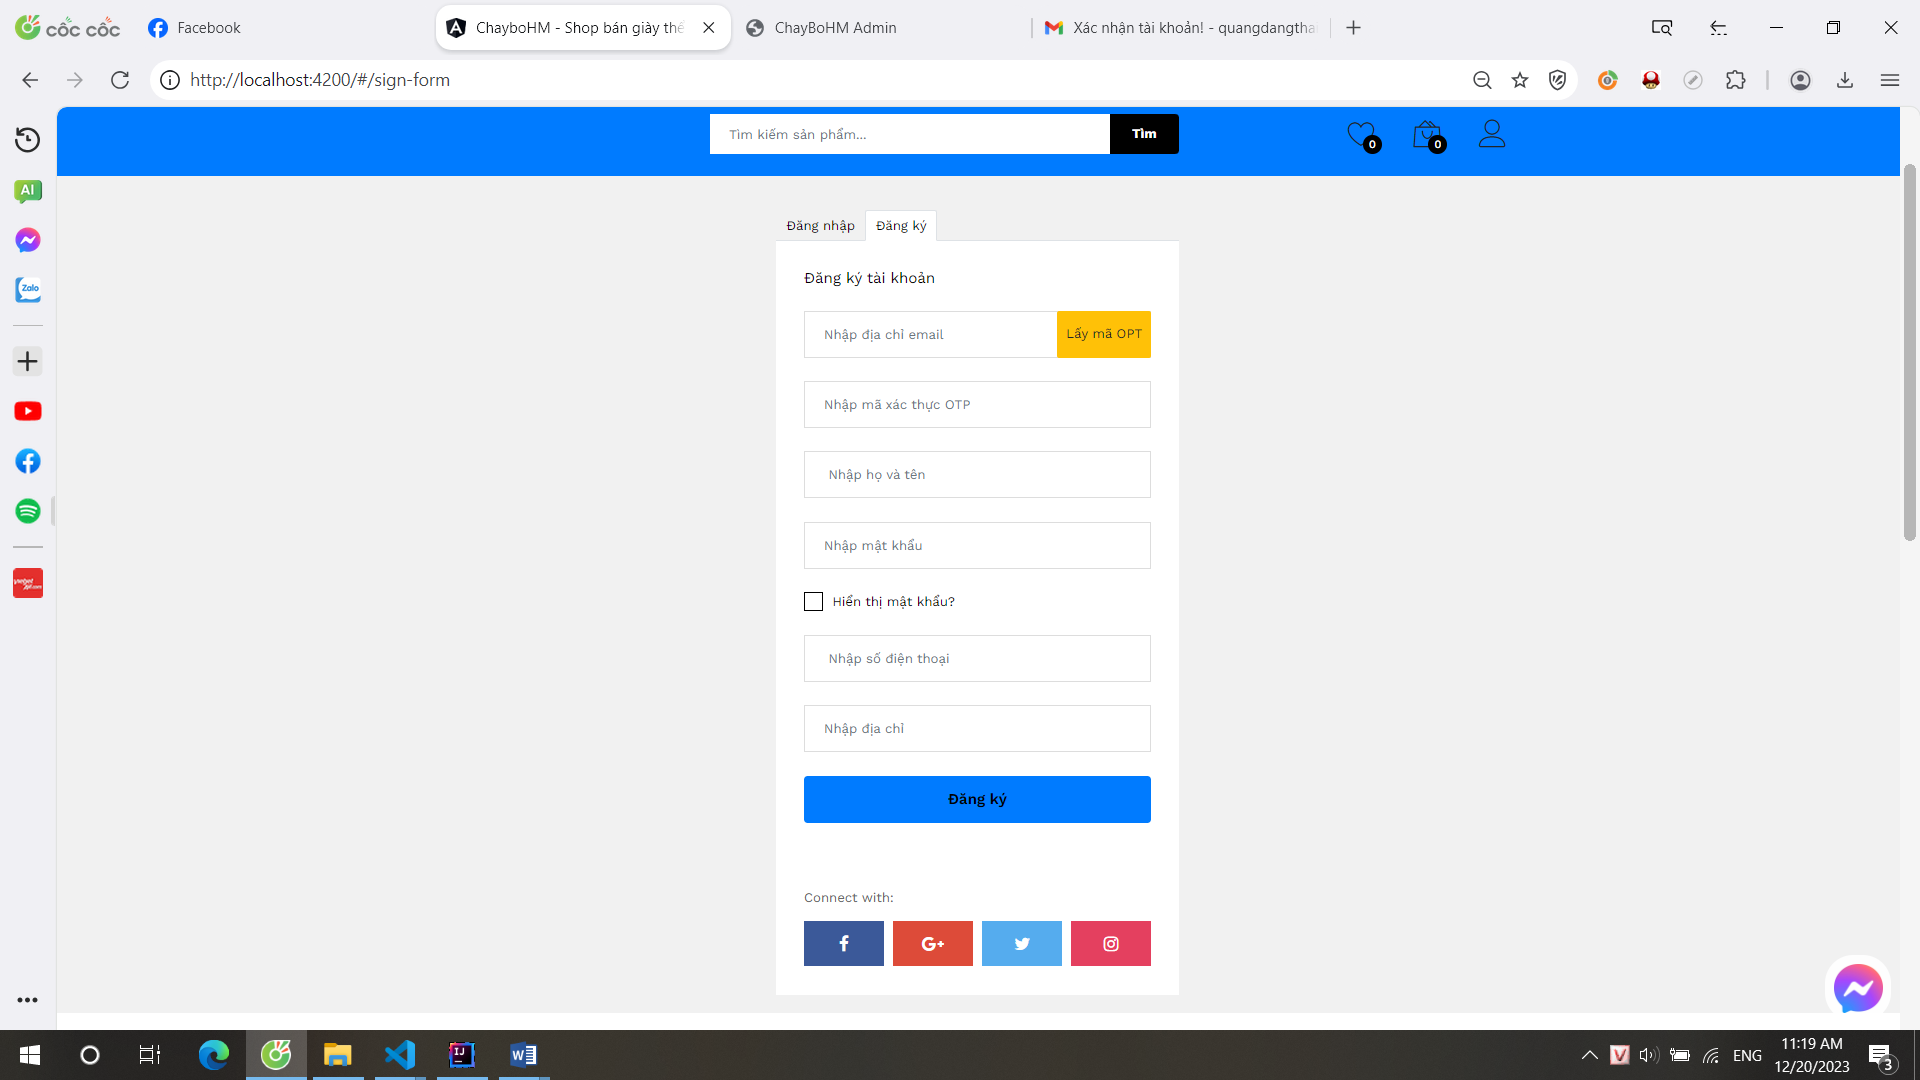 cốc cốc
Facebook
ChayboHM - Shop bán giày thể
ChayBoHM Admin
Xác nhận tài khoản! - quangdangtha
http://localhost:4200/#/sign-form
Tìm kiếm sản phẩm...
Tìm
0
0
AI
Zalo
Đăng nhập
Đăng ký
Đăng ký tài khoản
Nhập địa chỉ email
Lấy mã OPT
Nhập mã xác thực OTP
Nhập họ và tên
Nhập mật khẩu
Hiển thị mật khẩu?
Nhập số điện thoại
Nhập địa chỉ
Đăng ký
Connect with:
ENG
11:19 AM
12/20/2023
3